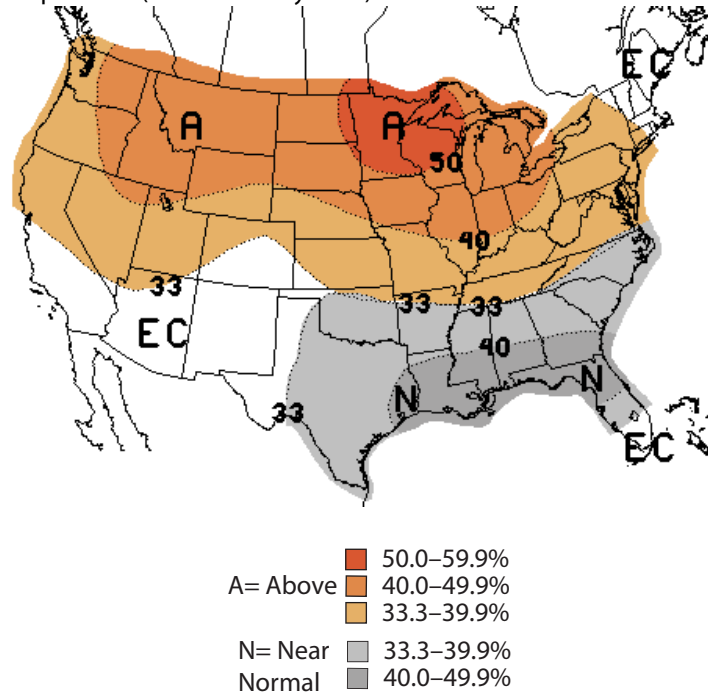 EC
A
A
50
40
33
33
33
EC
40
N
N
33
EC
50.0–59.9%
A= Above
40.0–49.9%
33.3–39.9%
N= Near
Normal
33.3–39.9%
40.0–49.9%